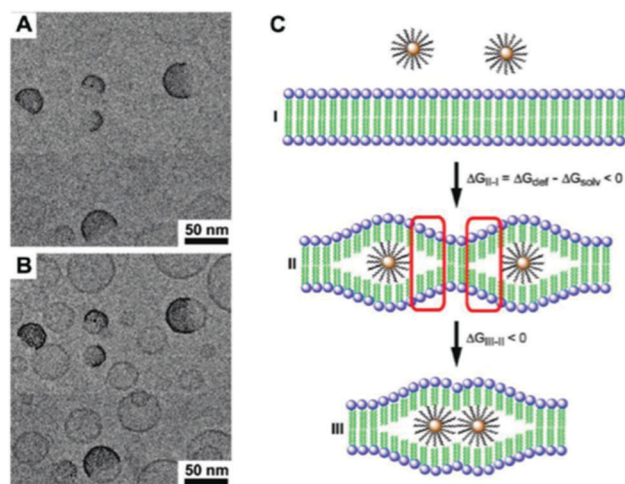 A
50 nm
B
50 nm
C
I
ΔG_II-I = ΔG_def - ΔG_solv < 0
II
ΔG_III-II < 0
III